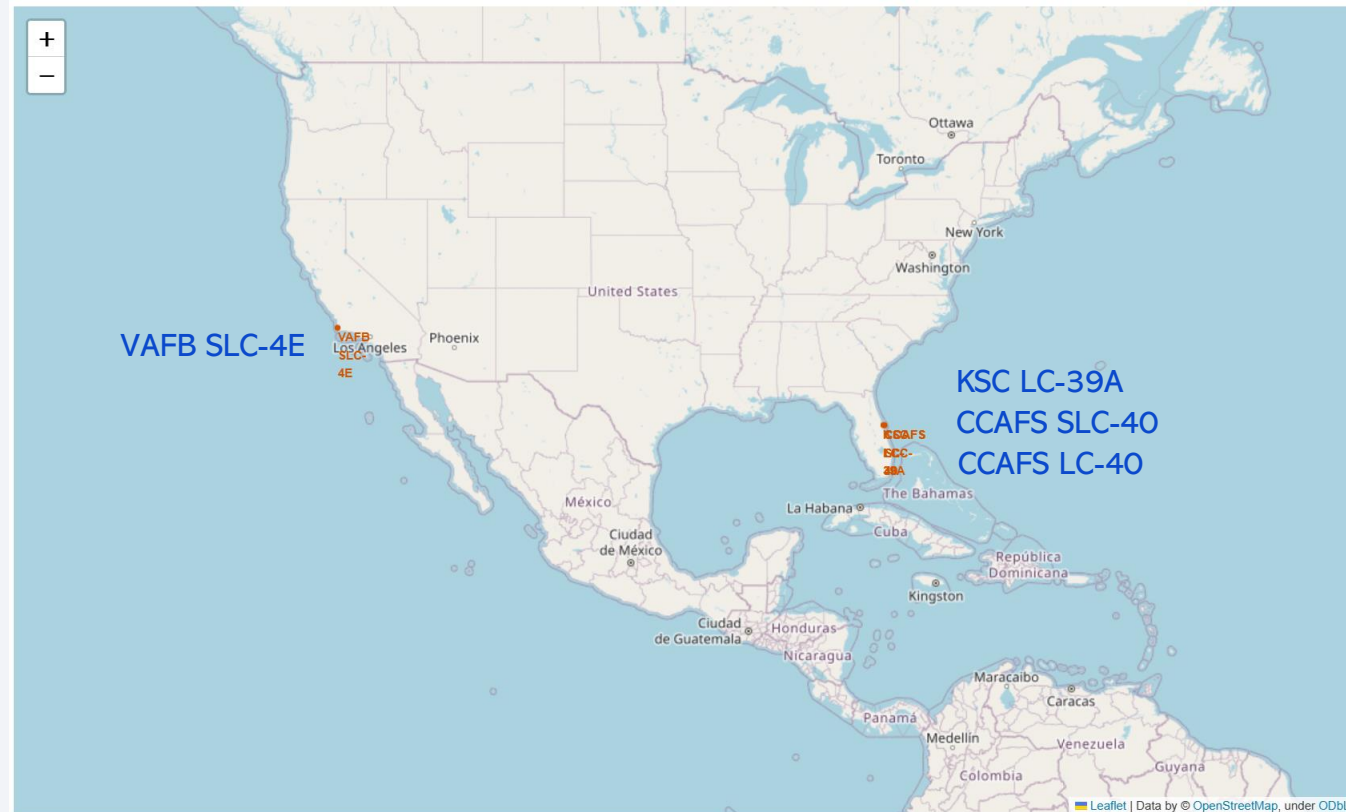 +
−
Ottawa
Toronto
New York
Washington
United States
VAFB SLC-4E
VAFB
SLC-
4E
Los Angeles
Phoenix
KSC LC-39A
CCAFS SLC-40
CCAFS LC-40
CCAFS
The Bahamas
La Habana
México
Cuba
Ciudad
de México
República
Dominicana
Kingston
Ciudad
de Guatemala
Honduras
Nicaragua
Maracaibo
Caracas
Panamá
Medellín
Venezuela
Guyana
Colombia
Leaflet | Data by © OpenStreetMap, under ODbL